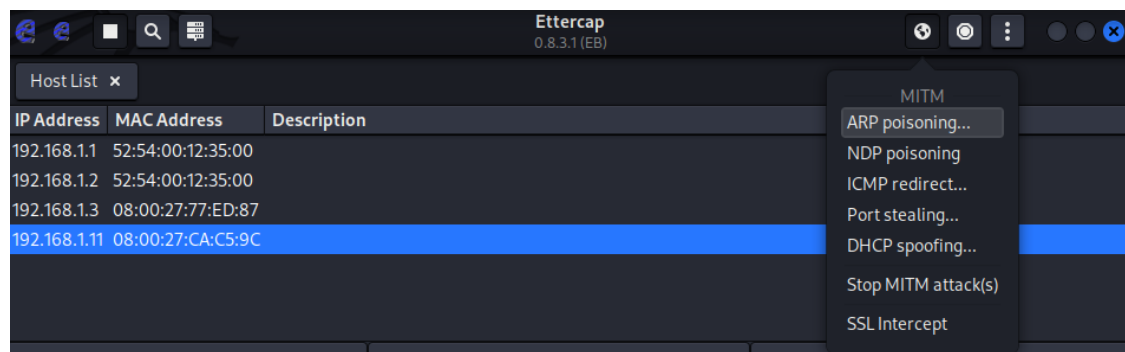 Ettercap
0.8.3.1 (EB)
Host List ×
IP Address MAC Address Description
192.168.1.1 52:54:00:12:35:00
192.168.1.2 52:54:00:12:35:00
192.168.1.3 08:00:27:77:ED:87
192.168.1.11 08:00:27:CA:C5:9C
MITM
ARP poisoning...
NDP poisoning
ICMP redirect...
Port stealing...
DHCP spoofing...
Stop MITM attack(s)
SSL Intercept